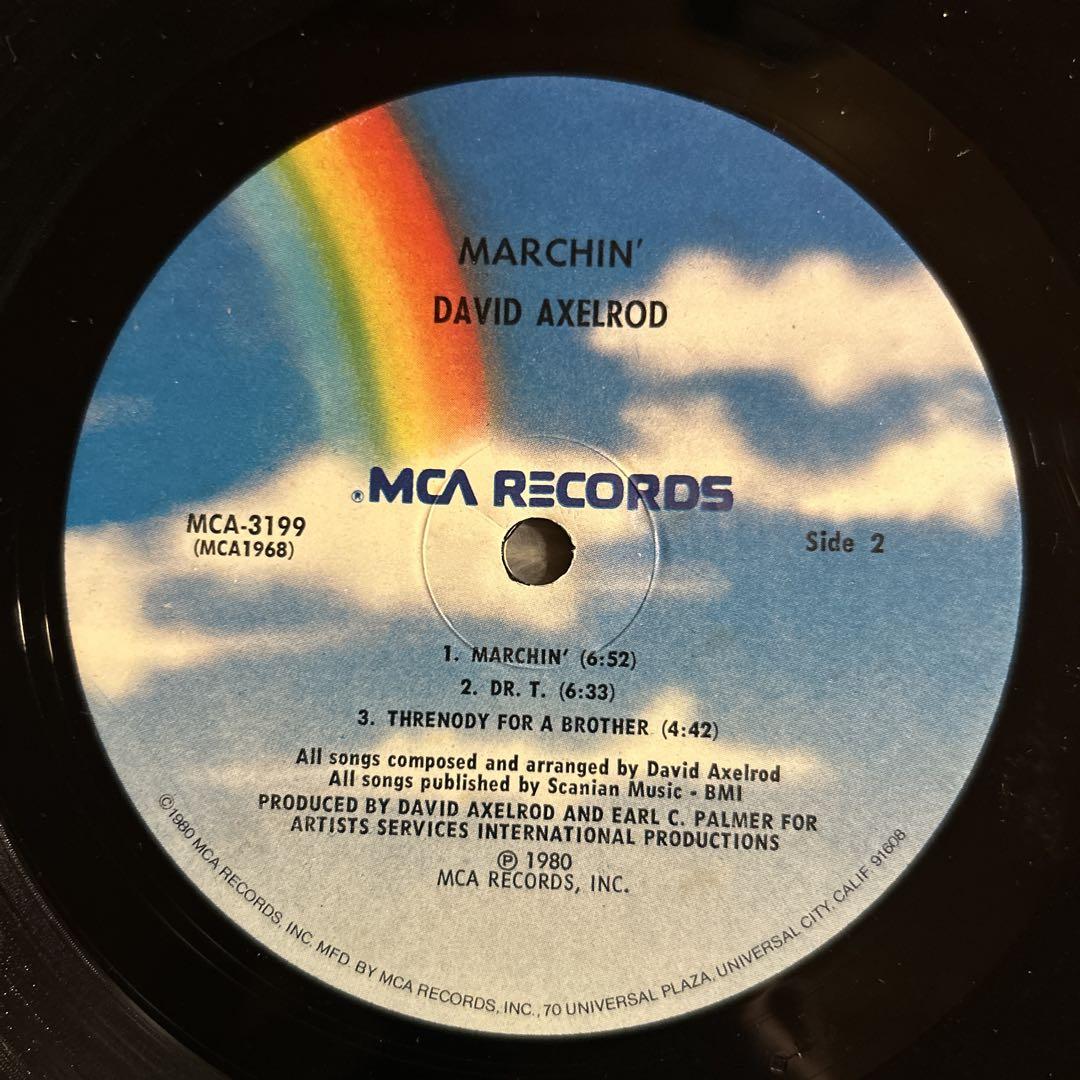 MARCHIN'
DAVID AXELROD
®MCA RECORDS
MCA-3199
(MCA1968)
Side 2
1. MARCHIN' (6:52)
2. DR. T. (6:33)
3. THRENODY FOR A BROTHER (4:42)
All songs composed and arranged by David Axelrod
All songs published by Scanian Music - BMI
PRODUCED BY DAVID AXELROD AND EARL C. PALMER FOR
ARTISTS SERVICES INTERNATIONAL PRODUCTIONS
Ⓟ 1980
MCA RECORDS, INC.
©1980 MCA RECORDS, INC. MFD. BY MCA RECORDS, INC., 70 UNIVERSAL PLAZA, UNIVERSAL CITY, CALIF. 91608